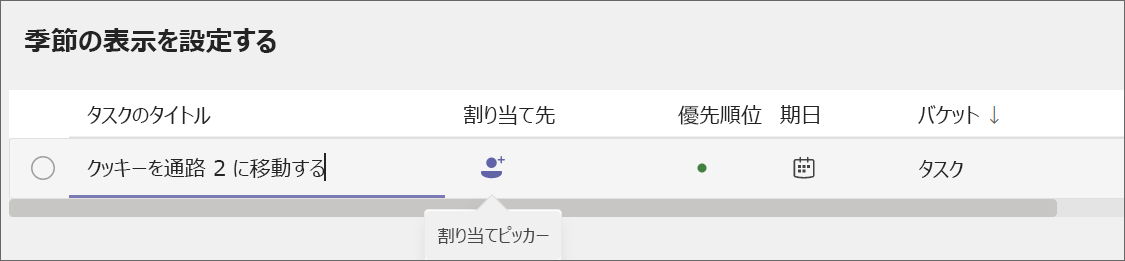 季節の表示を設定する
タスクのタイトル 割り当て先 優先順位 期日 バケット ↓
クッキーを通路 2 に移動する タスク
割り当てピッカー